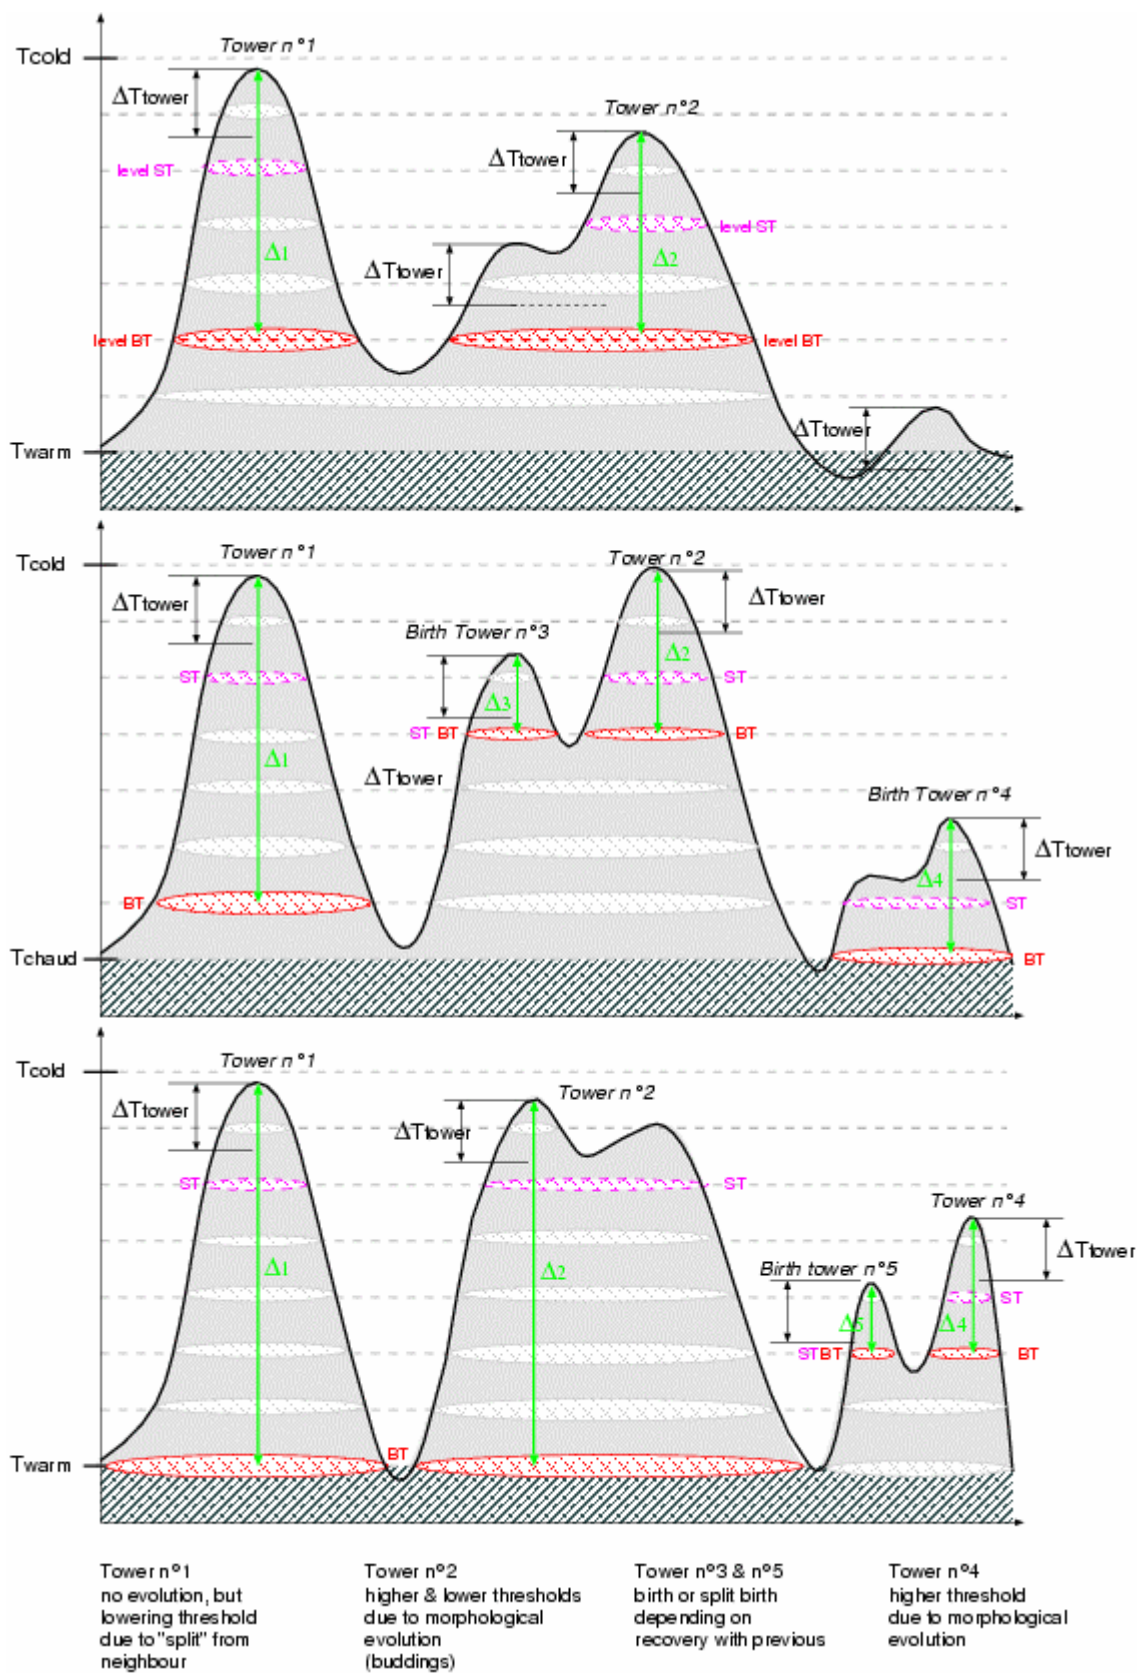 Tower n°1
Tcold
ΔTtower
Tower n°2
ΔTtower
level ST
level ST
Δ1
Δ2
ΔTtower
level BT
level BT
ΔTtower
Twarm
Tower n°1
Tower n°2
Tcold
ΔTtower
ΔTtower
Birth Tower n°3
Δ2
ST
ST
Δ3
ST BT
BT
Δ1
ΔTtower
Birth Tower n°4
ΔTtower
Δ4
BT
ST
Tchaud
BT
Tower n°1
Tcold
Tower n°2
ΔTtower
ΔTtower
ST
ST
Tower n°4
ΔTtower
Birth tower n°5
Δ1
Δ2
ST
Δ5
Δ4
STBT
BT
BT
Twarm
Tower n°1
no evolution, but
lowering threshold
due to "split" from
neighbour
Tower n°2
higher & lower thresholds
due to morphological
evolution
(buddings)
Tower n°3 & n°5
birth or split birth
depending on
recovery with previous
Tower n°4
higher threshold
due to morphological
evolution